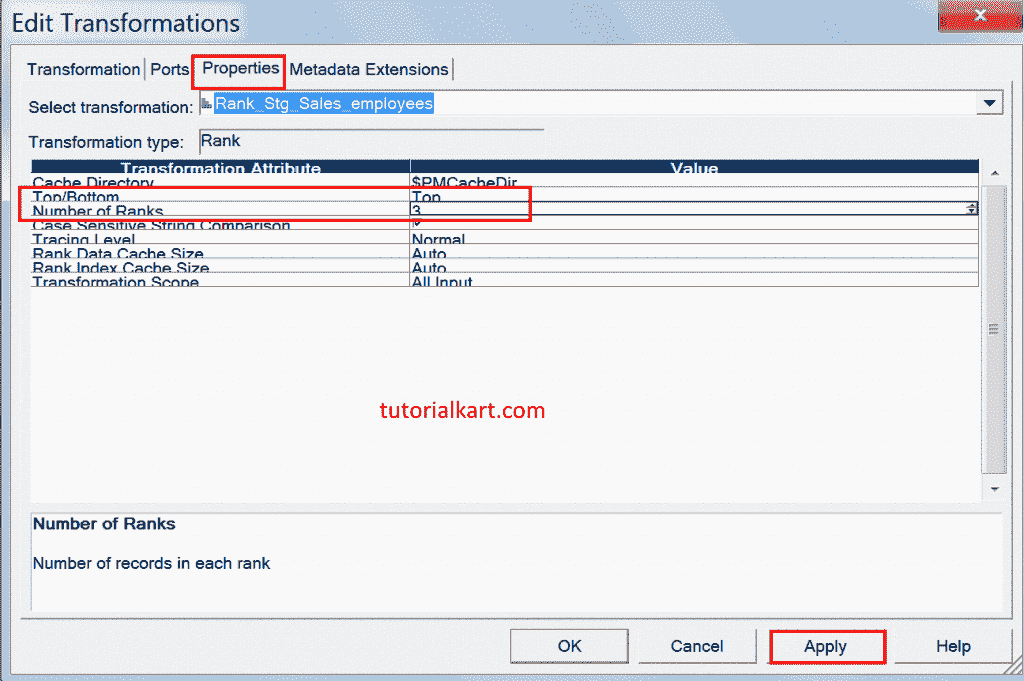 Edit Transformations
Transformation Ports Properties Metadata Extensions
Select transformation: Rank_Stg_Sales_employees
Transformation type: Rank
Transformation Attribute Value
Cache Directory $PMCacheDir
Top/Bottom Top
Number of Ranks 3
Case Sensitive String Comparison
Tracing Level Normal
Rank Data Cache Size Auto
Rank Index Cache Size Auto
Transformation Scope All Input
tutorialkart.com
Number of Ranks
Number of records in each rank
OK Cancel Apply Help